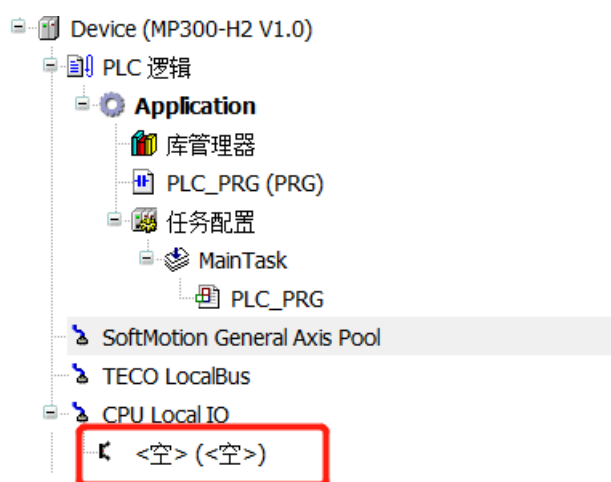 Device (MP300-H2 V1.0)
PLC 逻辑
Application
库管理器
PLC_PRG (PRG)
任务配置
MainTask
PLC_PRG
SoftMotion General Axis Pool
TECO LocalBus
CPU Local IO
<空> (<空>)